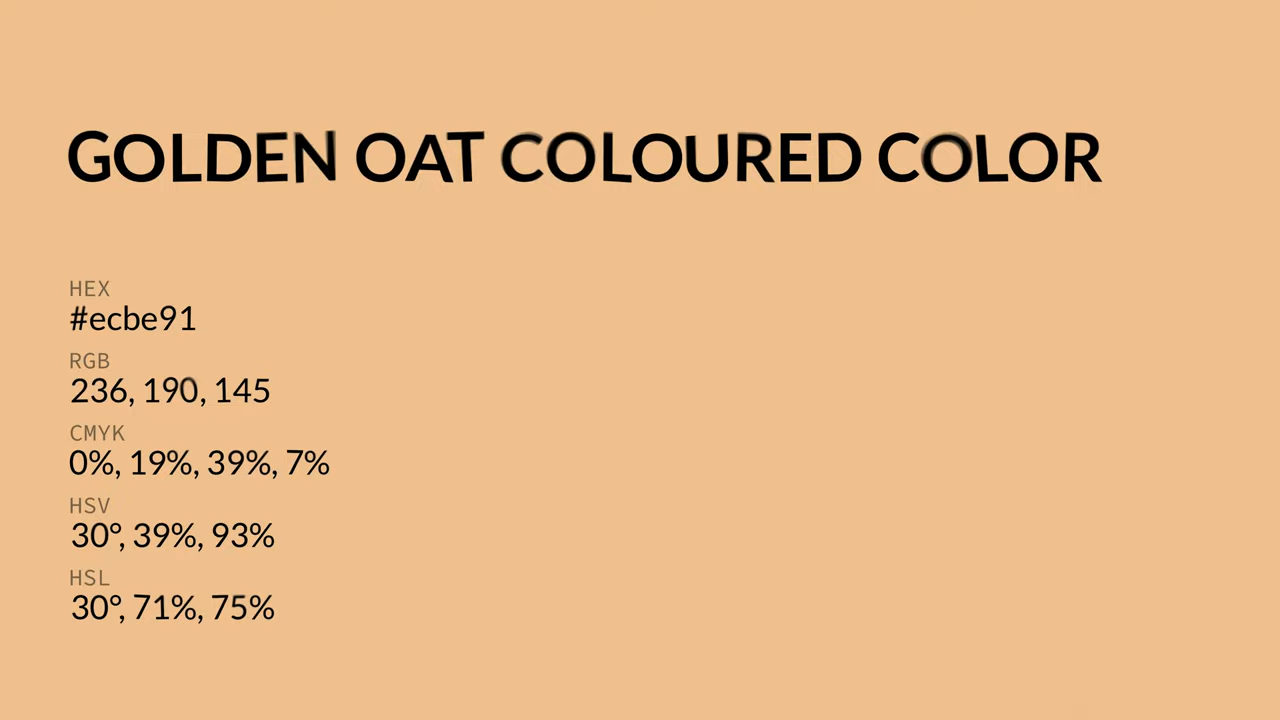 GOLDEN OAT COLOURED COLOR
HEX
#ecbe91
RGB
236, 190, 145
CMYK
0%, 19%, 39%, 7%
HSV
30°, 39%, 93%
HSL
30°, 71%, 75%